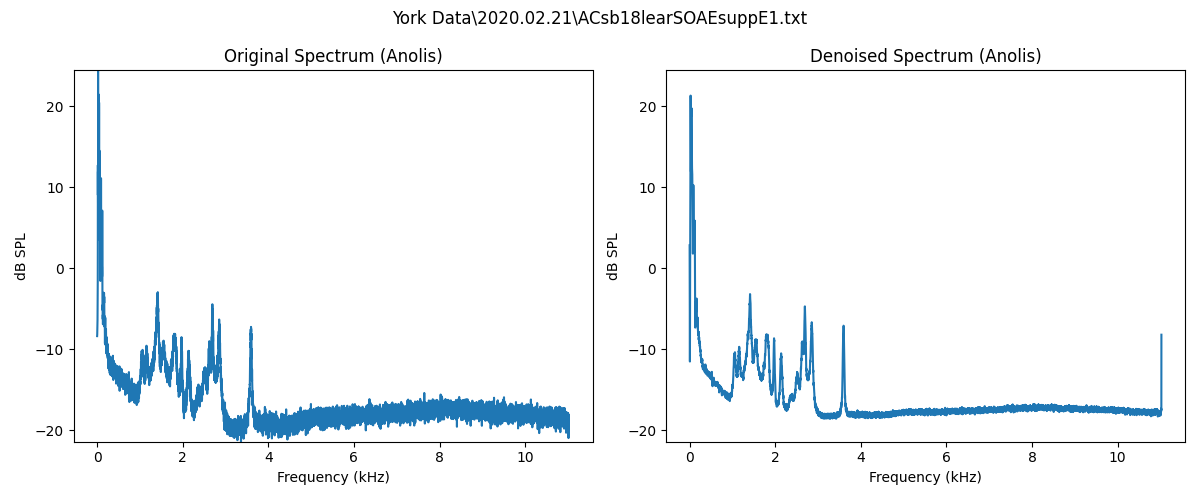 York Data\2020.02.21\ACsb18learSOAEsuppE1.txt
Original Spectrum (Anolis)
dB SPL
20
10
0
−10
−20
0 2 4 6 8 10
Frequency (kHz)
Denoised Spectrum (Anolis)
dB SPL
20
10
0
−10
−20
0 2 4 6 8 10
Frequency (kHz)